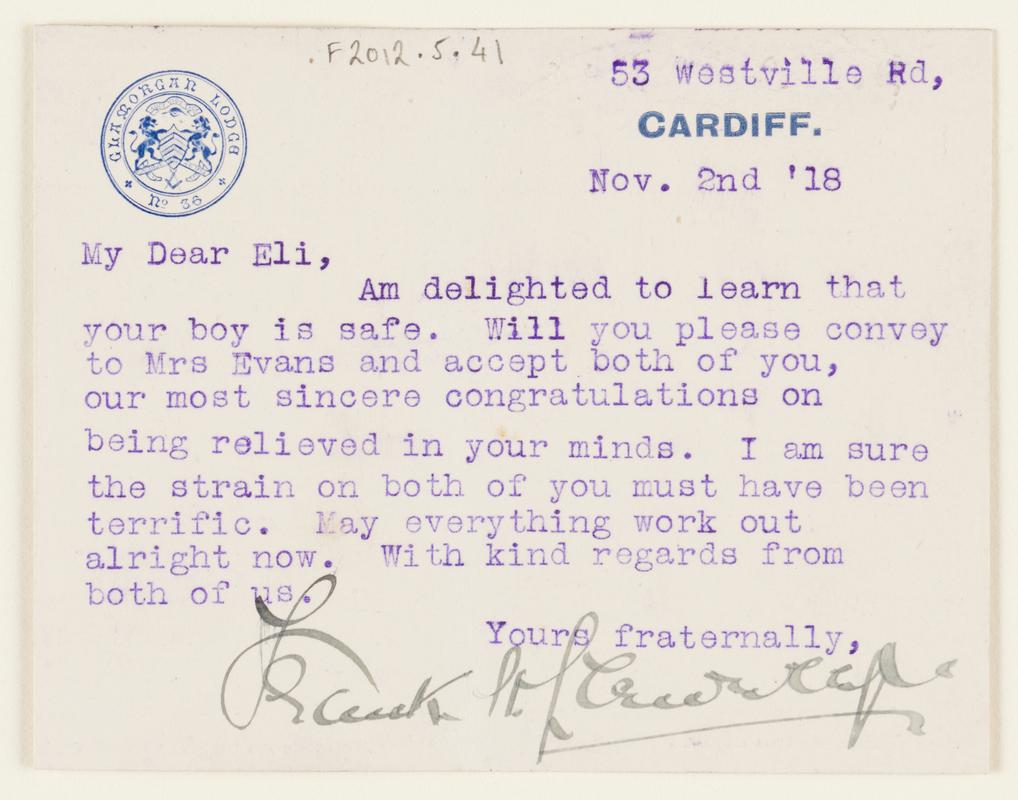 . F2012.5.41
GLAMORGAN LODGE
No 36
53 Westville Rd,
CARDIFF.
Nov. 2nd '18
My Dear Eli,
Am delighted to learn that
your boy is safe. Will you please convey
to Mrs Evans and accept both of you,
our most sincere congratulations on
being relieved in your minds. I am sure
the strain on both of you must have been
terrific. May everything work out
alright now. With kind regards from
both of us.
Yours fraternally,
Frank